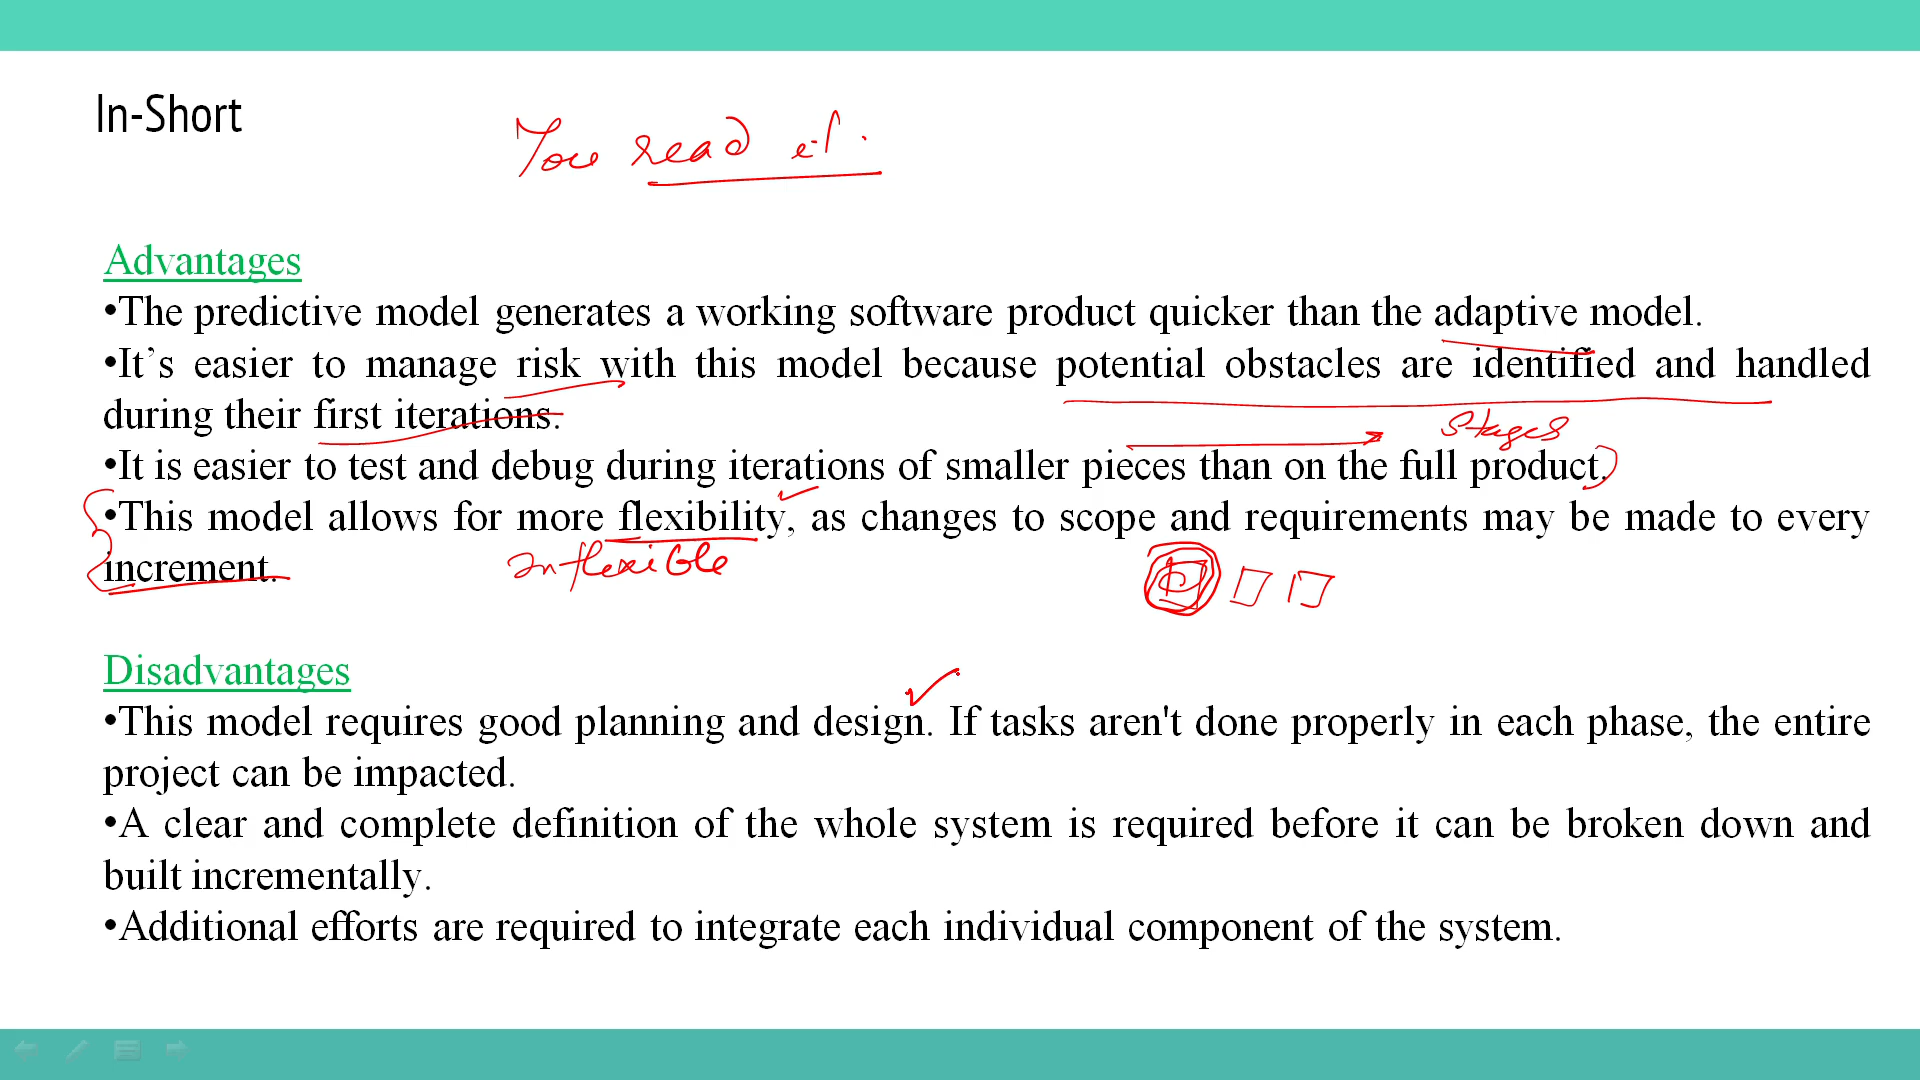 In-Short
You read it.
Advantages
•The predictive model generates a working software product quicker than the adaptive model.
•It’s easier to manage risk with this model because potential obstacles are identified and handled
during their first iterations.
stages
•It is easier to test and debug during iterations of smaller pieces than on the full product.
•This model allows for more flexibility, as changes to scope and requirements may be made to every
increment.
Inflexible
Disadvantages
•This model requires good planning and design. If tasks aren't done properly in each phase, the entire
project can be impacted.
•A clear and complete definition of the whole system is required before it can be broken down and
built incrementally.
•Additional efforts are required to integrate each individual component of the system.